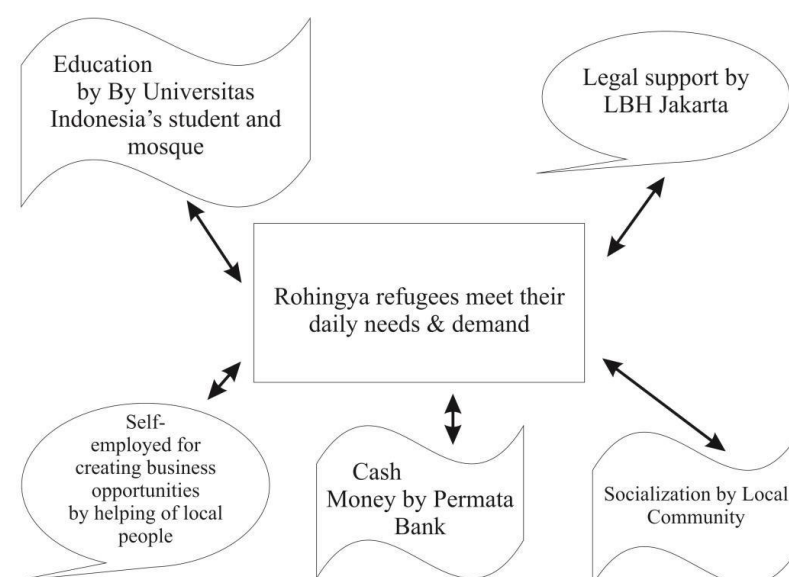 Education
by By Universitas
Indonesia's student and
mosque
Legal support by
LBH Jakarta
Rohingya refugees meet their
daily needs & demand
Self-
employed for
creating business
opportunities
by helping of local
people
Cash
Money by Permata
Bank
Socialization by Local
Community